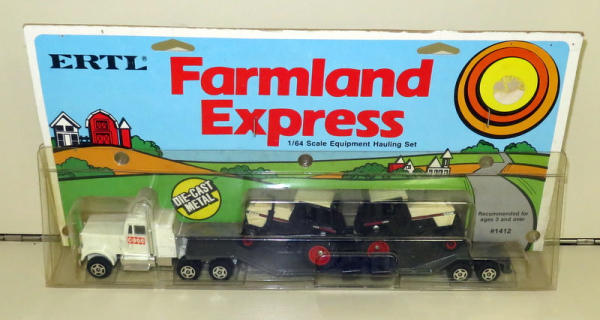 ERTL®
Farmland
Express
1/64 Scale Equipment Hauling Set
DIE-CAST
METAL
Recommended for
ages 3 and over
#1412